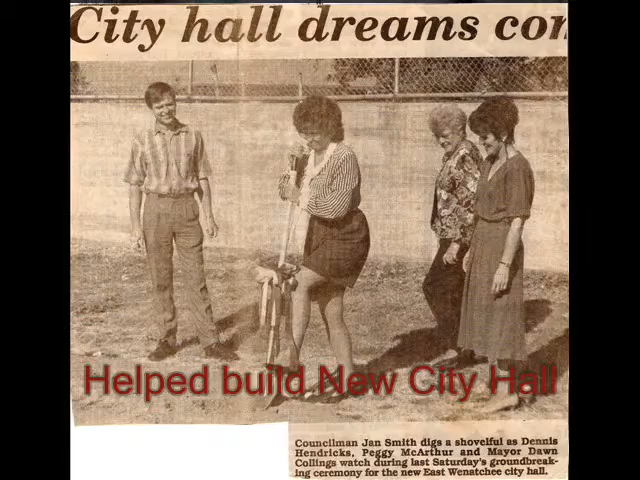 City hall dreams con
Helped build New City Hall
Councilman Jan Smith digs a shovelful as Dennis
Hendricks, Peggy McArthur and Mayor Dawn
Collings watch during last Saturday's groundbreak-
ing ceremony for the new East Wenatchee city hall.